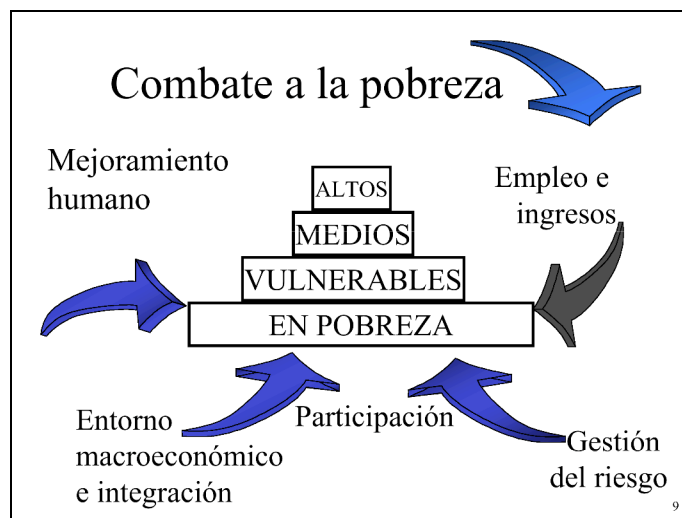 Combate a la pobreza
Mejoramiento
humano
Empleo e
ingresos
ALTOS
MEDIOS
VULNERABLES
EN POBREZA
Entorno
macroeconómico
e integración
Participación
Gestión
del riesgo
9